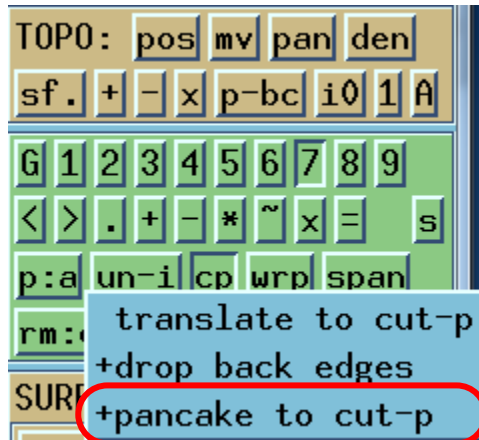 TOPO: pos mv pan den
sf. + - x p-bc i0 1 A
G 1 2 3 4 5 6 7 8 9
< > . + - * ~ x = s
p:a un-i cp wrp span
rm:
translate to cut-p
+drop back edges
+pancake to cut-p